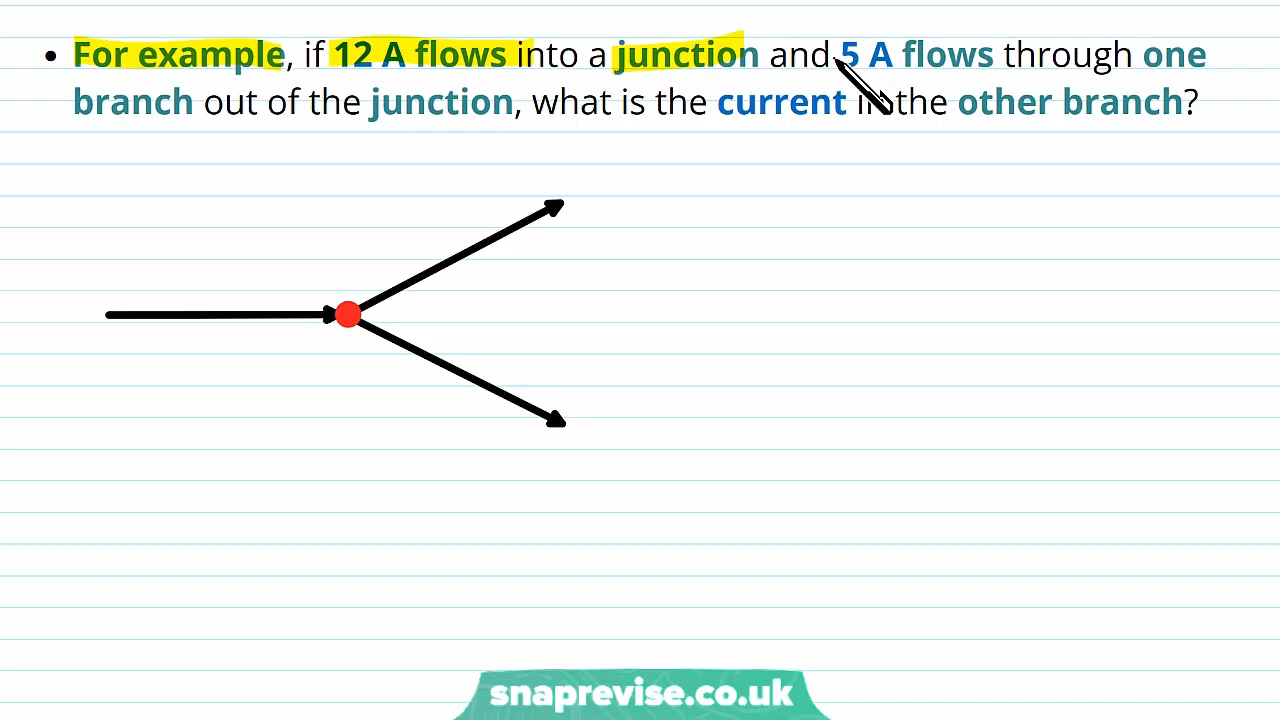 • For example, if 12 A flows into a junction and 5 A flows through one
branch out of the junction, what is the current in the other branch?
snaprevise.co.uk